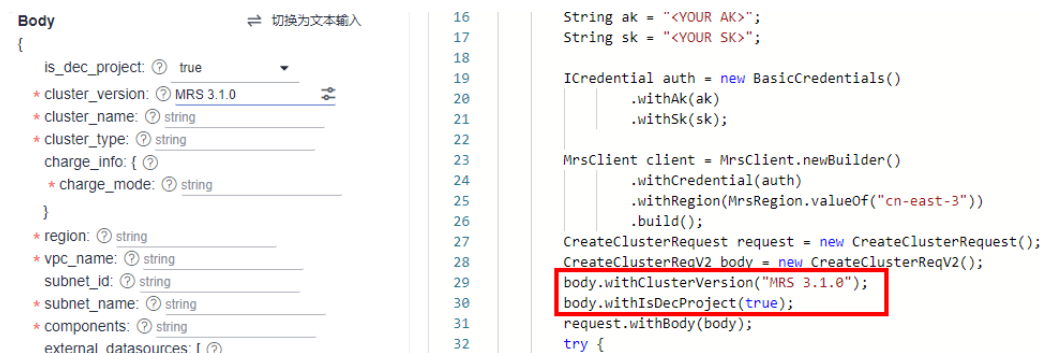 Body ⇌ 切换为文本输入
{
is_dec_project: ? true
* cluster_version: ? MRS 3.1.0
* cluster_name: ? string
* cluster_type: ? string
charge_info: { ?
* charge_mode: ? string
}
* region: ? string
* vpc_name: ? string
subnet_id: ? string
* subnet_name: ? string
* components: ? string
external_datasources: [ ?
16 String ak = "<YOUR AK>";
17 String sk = "<YOUR SK>";
18
19 ICredential auth = new BasicCredentials()
20 .withAk(ak)
21 .withSk(sk);
22
23 MrsClient client = MrsClient.newBuilder()
24 .withCredential(auth)
25 .withRegion(MrsRegion.valueOf("cn-east-3"))
26 .build();
27 CreateClusterRequest request = new CreateClusterRequest();
28 CreateClusterReqV2 body = new CreateClusterReqV2();
29 body.withClusterVersion("MRS 3.1.0");
30 body.withIsDecProject(true);
31 request.withBody(body);
32 try {